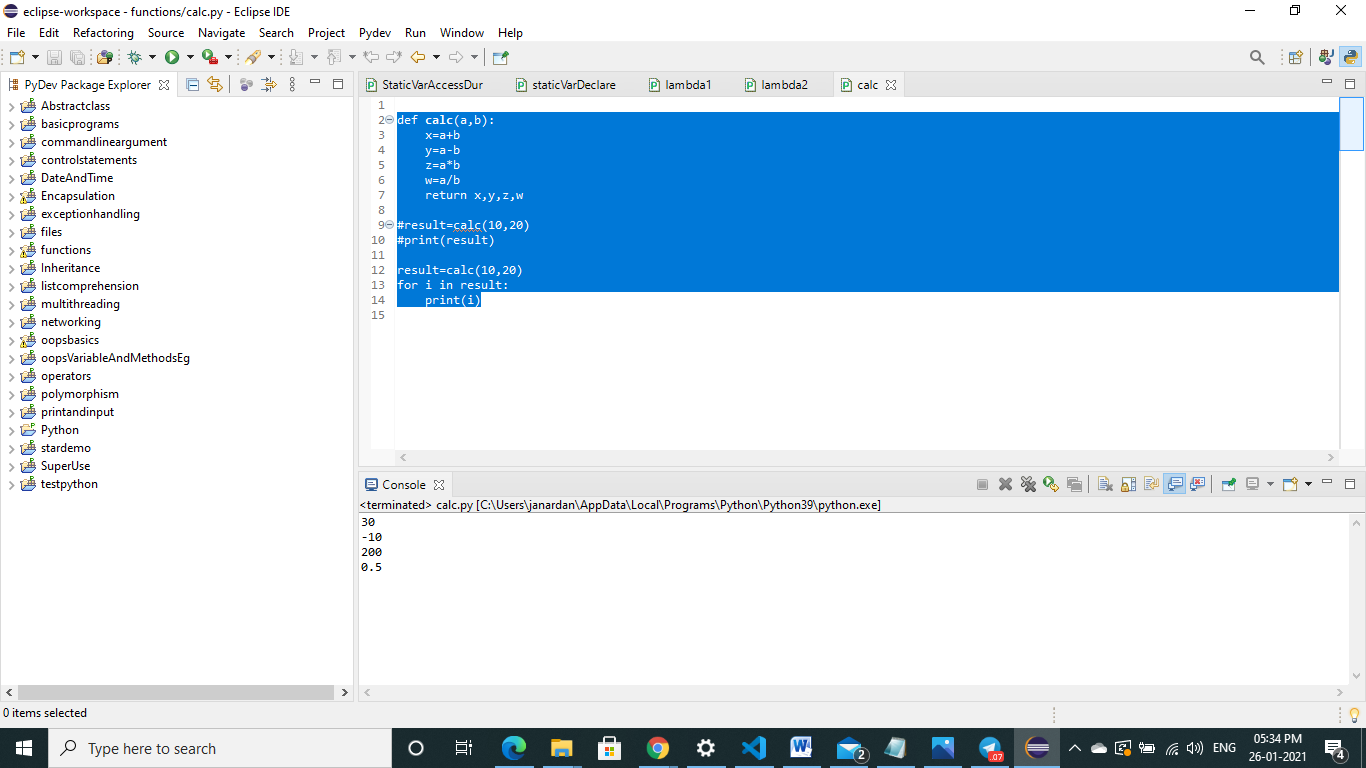 eclipse-workspace - functions/calc.py - Eclipse IDE
File Edit Refactoring Source Navigate Search Project Pydev Run Window Help
PyDev Package Explorer
Abstractclass
basicprograms
commandlineargument
controlstatements
DateAndTime
Encapsulation
exceptionhandling
files
functions
Inheritance
listcomprehension
multithreading
networking
oopsbasics
oopsVariableAndMethodsEg
operators
polymorphism
printandinput
Python
stardemo
SuperUse
testpython
StaticVarAccessDur staticVarDeclare lambda1 lambda2 calc
1
2 def calc(a,b):
3     x=a+b
4     y=a-b
5     z=a*b
6     w=a/b
7     return x,y,z,w
8
9 #result=calc(10,20)
10 #print(result)
11
12 result=calc(10,20)
13 for i in result:
14     print(i)
15
Console
<terminated> calc.py [C:\Users\janardan\AppData\Local\Programs\Python\Python39\python.exe]
30
-10
200
0.5
0 items selected
Type here to search
2
.07
ENG
05:34 PM
26-01-2021
4